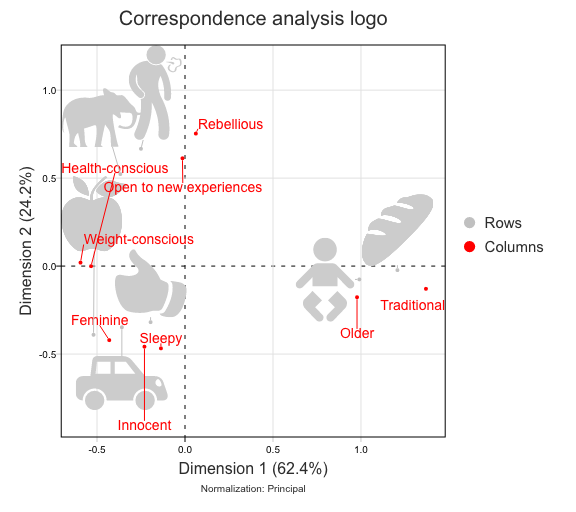 Correspondence analysis logo
Dimension 2 (24.2%)
1.0
0.5
0.0
-0.5
Rebellious
Health-conscious
Open to new experiences
Weight-conscious
Feminine
Sleepy
Innocent
Traditional
Older
Rows
Columns
-0.5
0.0
0.5
1.0
Dimension 1 (62.4%)
Normalization: Principal